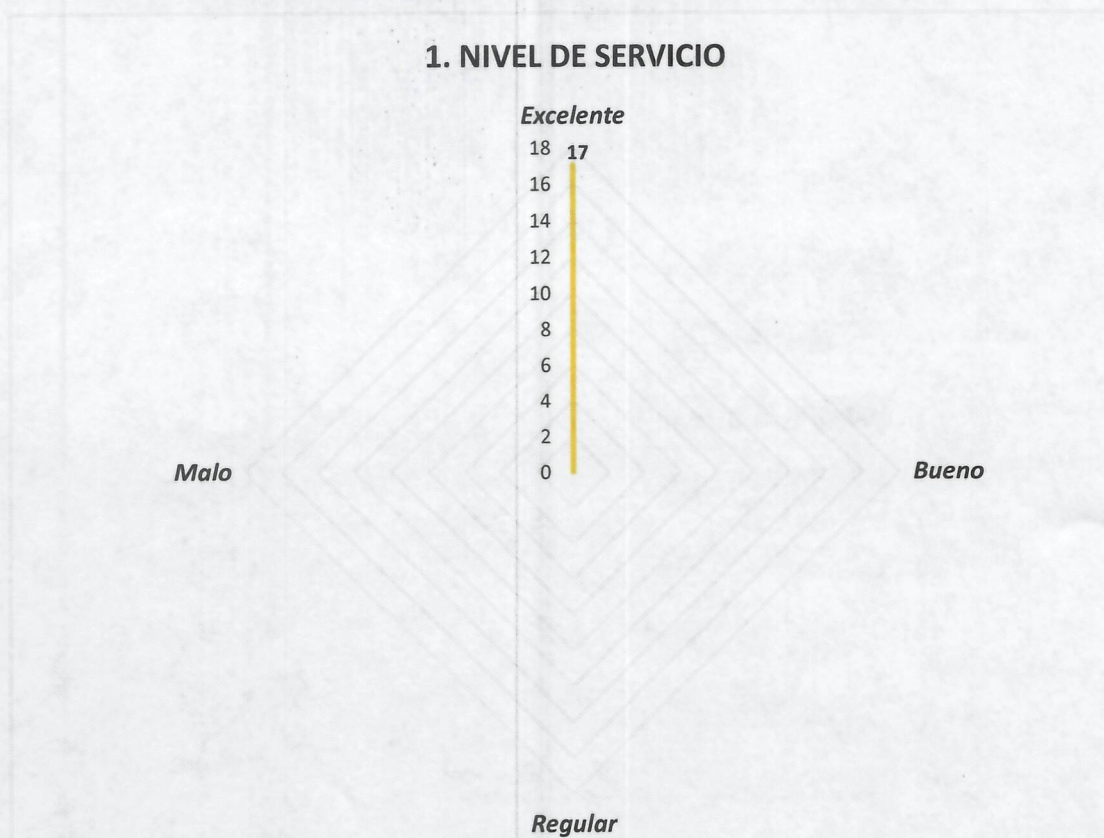 1. NIVEL DE SERVICIO
Excelente
18 17
16
14
12
10
8
6
4
2
0
Malo
Bueno
Regular